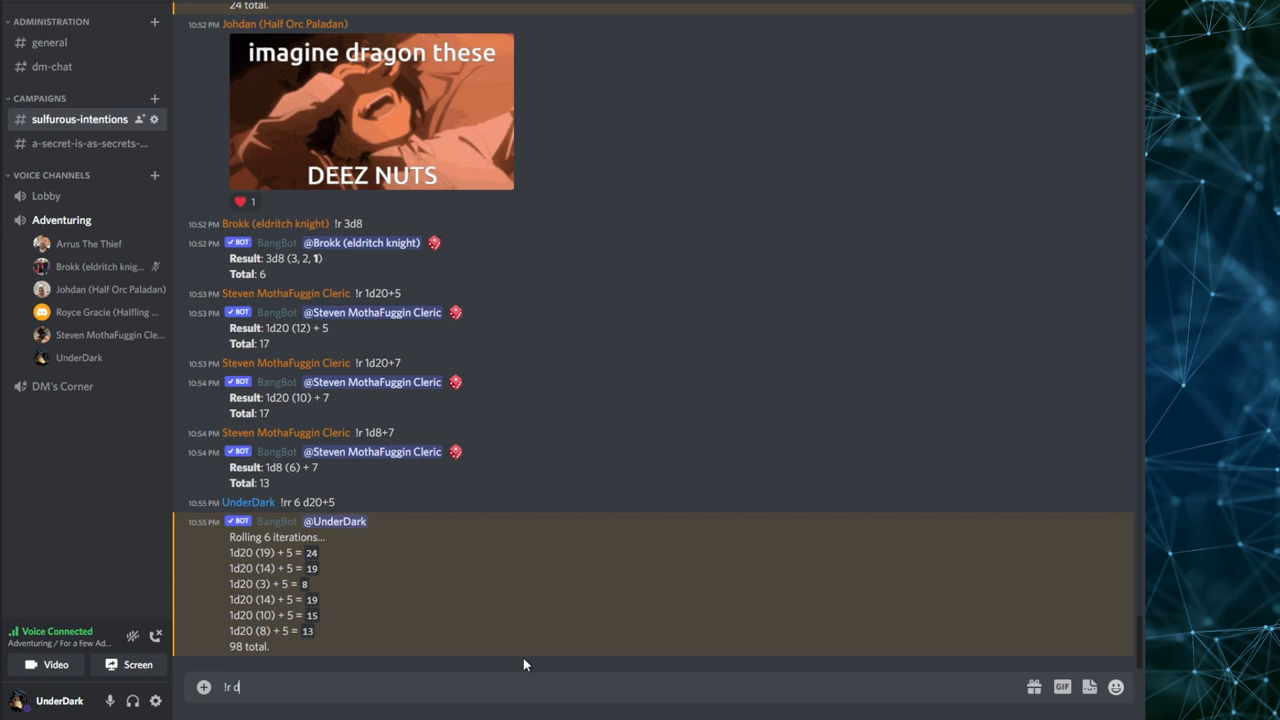 ADMINISTRATION
general
dm-chat
CAMPAIGNS
sulfurous-intentions
a-secret-is-as-secrets-...
VOICE CHANNELS
Lobby
Adventuring
Arrus The Thief
Brokk (eldritch knig...
Johdan (Half Orc Paladan)
Royce Gracie (Halfling ...
Steven MothaFuggin Cle...
UnderDark
DM's Corner
Voice Connected
Adventuring / For a Few Ad...
Video
Screen
UnderDark
24 total.
10:52 PM Johdan (Half Orc Paladan)
imagine dragon these
DEEZ NUTS
1
10:52 PM Brokk (eldritch knight) !r 3d8
10:52 PM BOT BangBot @Brokk (eldritch knight)
Result: 3d8 (3, 2, 1)
Total: 6
10:53 PM Steven MothaFuggin Cleric !r 1d20+5
10:53 PM BOT BangBot @Steven MothaFuggin Cleric
Result: 1d20 (12) + 5
Total: 17
10:53 PM Steven MothaFuggin Cleric !r 1d20+7
10:54 PM BOT BangBot @Steven MothaFuggin Cleric
Result: 1d20 (10) + 7
Total: 17
10:54 PM Steven MothaFuggin Cleric !r 1d8+7
10:54 PM BOT BangBot @Steven MothaFuggin Cleric
Result: 1d8 (6) + 7
Total: 13
10:55 PM UnderDark !rr 6 d20+5
10:55 PM BOT BangBot @UnderDark
Rolling 6 iterations...
1d20 (19) + 5 = 24
1d20 (14) + 5 = 19
1d20 (3) + 5 = 8
1d20 (14) + 5 = 19
1d20 (10) + 5 = 15
1d20 (8) + 5 = 13
98 total.
!r d
GIF